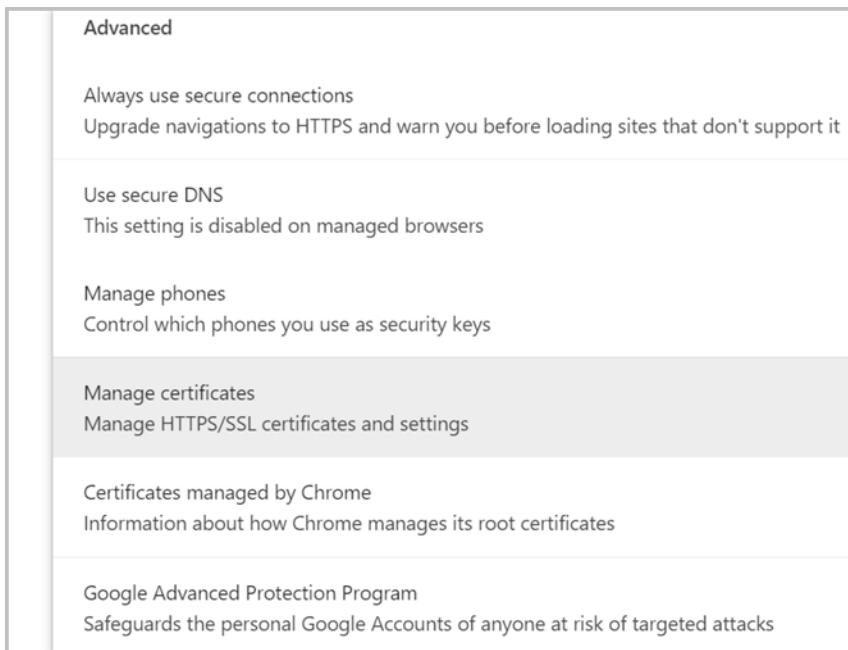 Advanced
Always use secure connections
Upgrade navigations to HTTPS and warn you before loading sites that don't support it
Use secure DNS
This setting is disabled on managed browsers
Manage phones
Control which phones you use as security keys
Manage certificates
Manage HTTPS/SSL certificates and settings
Certificates managed by Chrome
Information about how Chrome manages its root certificates
Google Advanced Protection Program
Safeguards the personal Google Accounts of anyone at risk of targeted attacks